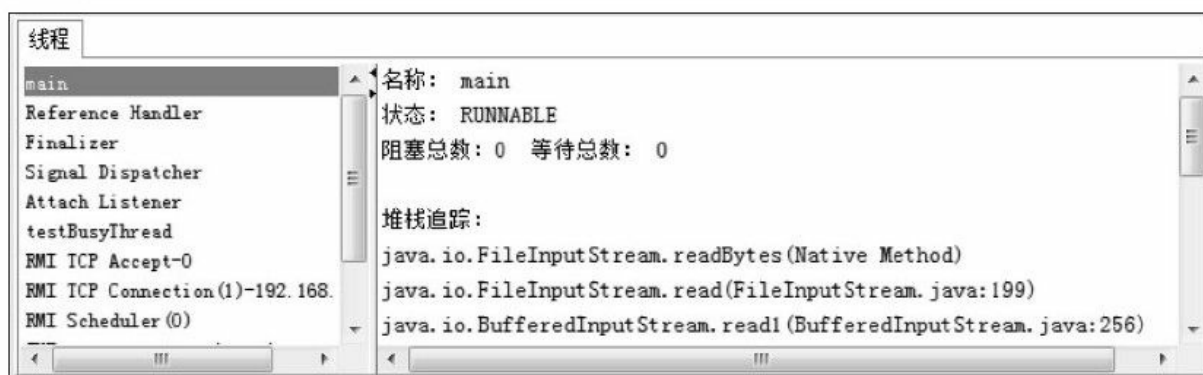 线程
main
Reference Handler
Finalizer
Signal Dispatcher
Attach Listener
testBusyThread
RMI TCP Accept-0
RMI TCP Connection(1)-192.168.
RMI Scheduler(0)
名称： main
状态： RUNNABLE
阻塞总数：0 等待总数： 0
堆栈追踪：
java.io.FileInputStream.readBytes(Native Method)
java.io.FileInputStream.read(FileInputStream.java:199)
java.io.BufferedInputStream.read1(BufferedInputStream.java:256)